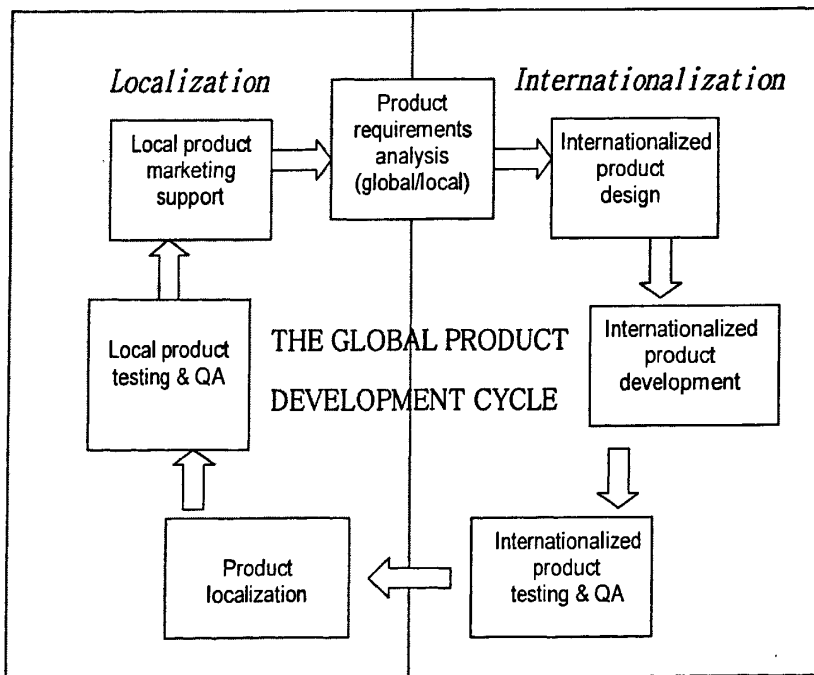 Localization
Internationalization
Product
requirements
analysis
(global/local)
Local product
marketing
support
Internationalized
product
design
Local product
testing & QA
THE GLOBAL PRODUCT
DEVELOPMENT CYCLE
Internationalized
product
development
Product
localization
Internationalized
product
testing & QA